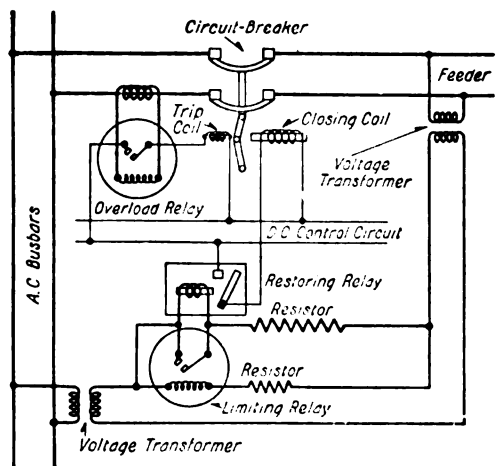 Circuit-Breaker
Feeder
Trip
Coil
Closing Coil
Voltage
Transformer
Overload Relay
D.C Control Circuit
A.C Busbars
Restoring Relay
Resistor
Resistor
Limiting Relay
Voltage Transformer